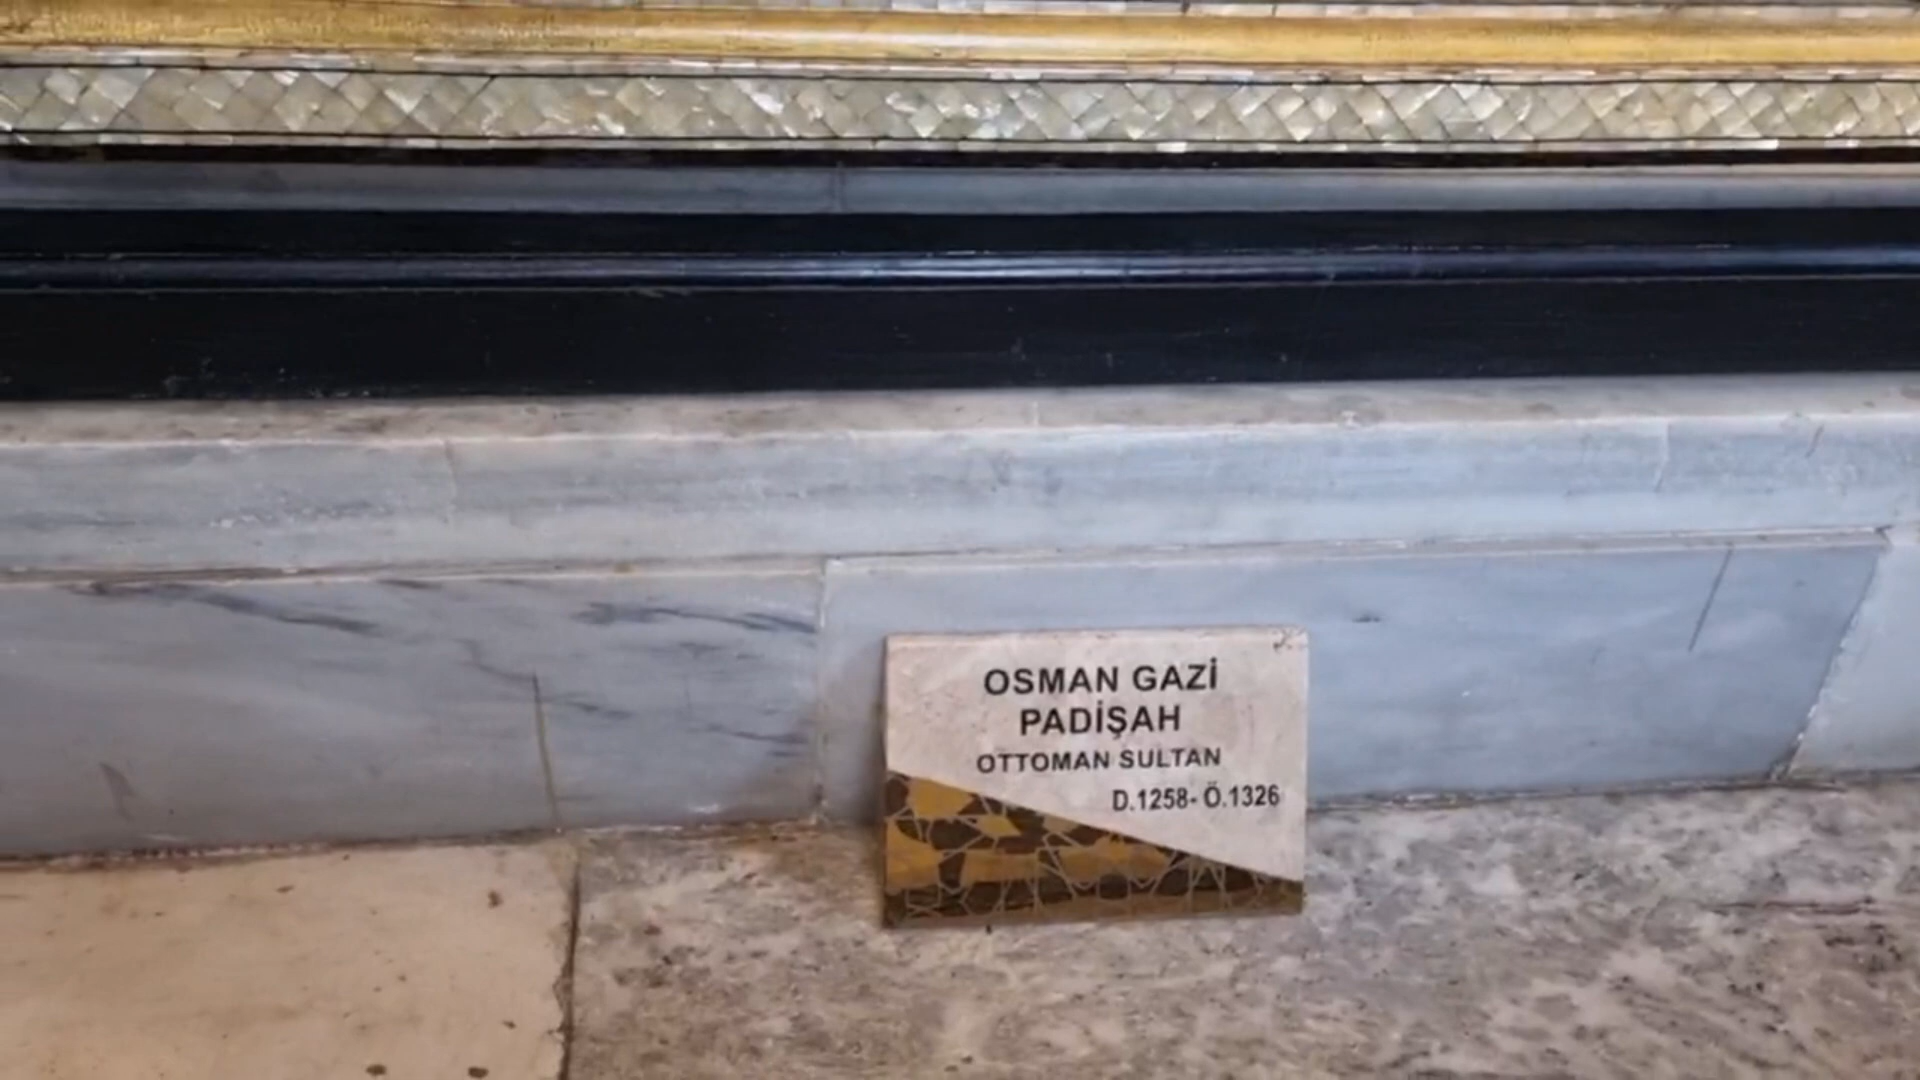 OSMAN GAZİ
PADİŞAH
OTTOMAN SULTAN
D.1258- Ö.1326